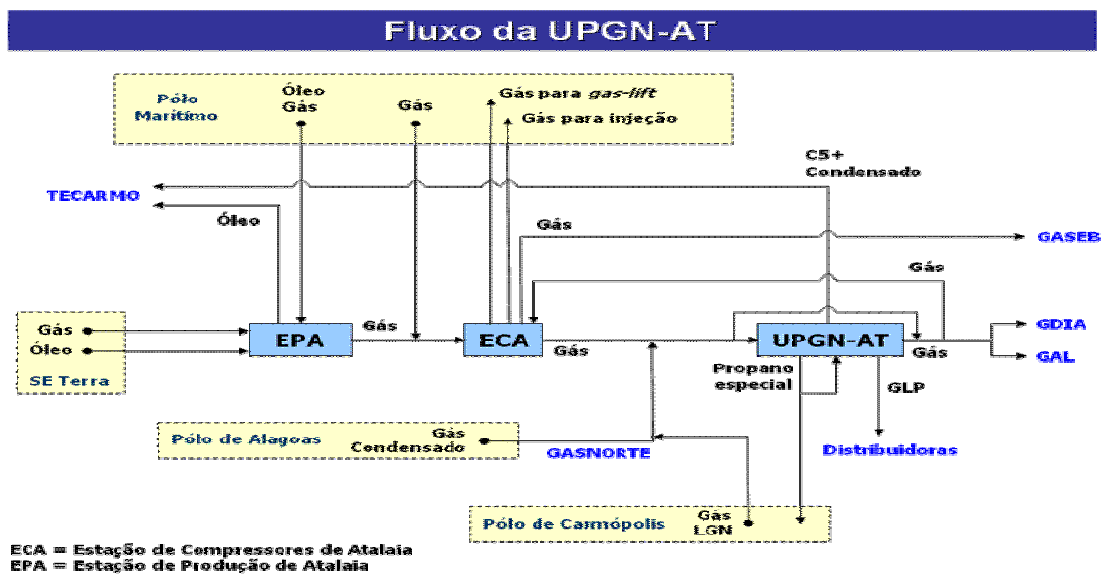 Fluxo da UPGN-AT
Pólo
Marítimo
Óleo
Gás
Gás
Gás para gas-lift
Gás para injeção
C5+
Condensado
TECARMO
Óleo
Gás
GASEB
Gás
Gás
Óleo
SE Terra
EPA
Gás
ECA
Gás
UPGN-AT
Gás
GDIA
GAL
Propano
especial
GLP
Pólo de Alagoas
Gás
Condensado
GASNORTE
Distribuidoras
Pólo de Carmópolis
Gás
LGN
ECA = Estação de Compressores de Atalaia
EPA = Estação de Produção de Atalaia